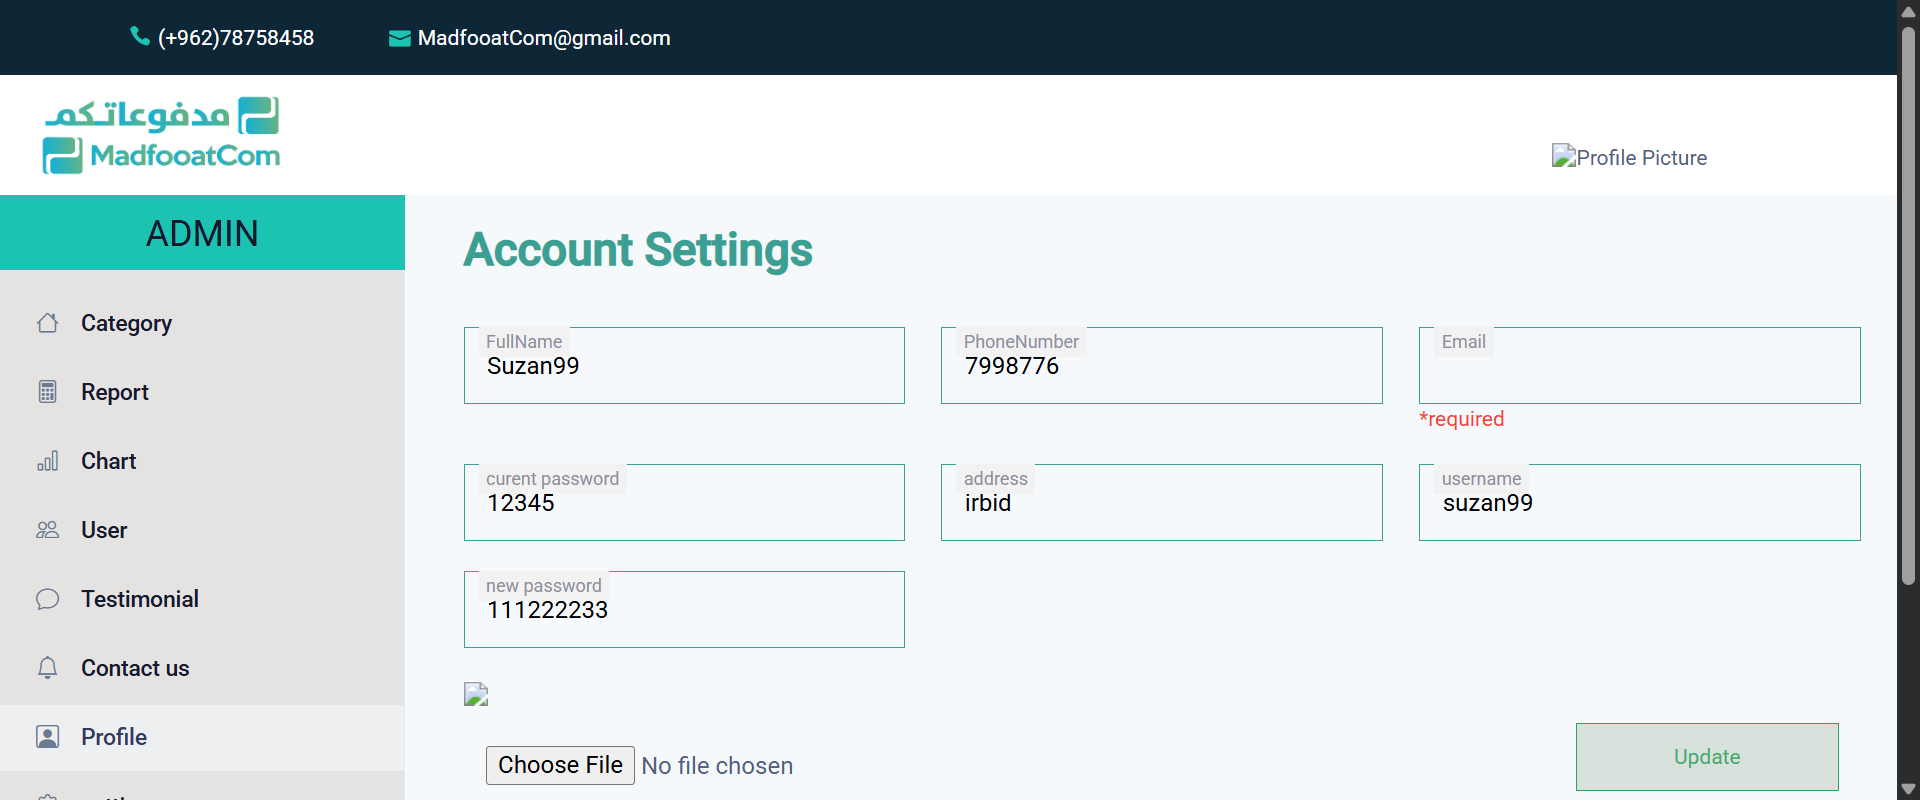 (+962)78758458
MadfooatCom@gmail.com
مدفوعاتكم
MadfooatCom
Profile Picture
ADMIN
Category
Report
Chart
User
Testimonial
Contact us
Profile
Account Settings
FullName
Suzan99
PhoneNumber
7998776
Email
*required
curent password
12345
address
irbid
username
suzan99
new password
111222233
Choose File No file chosen
Update